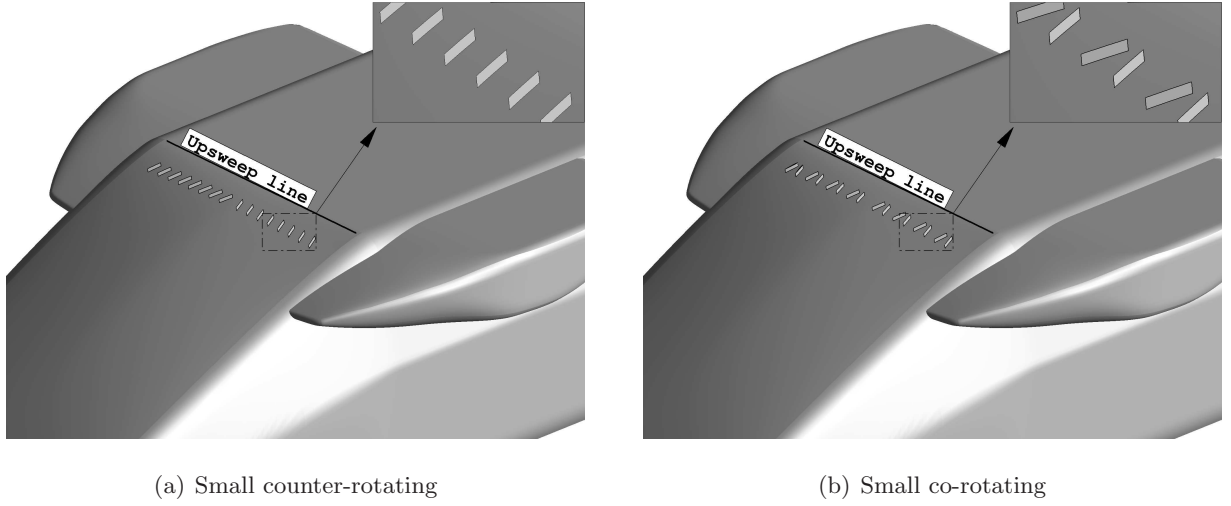 Upsweep line
Upsweep line
(a) Small counter-rotating
(b) Small co-rotating